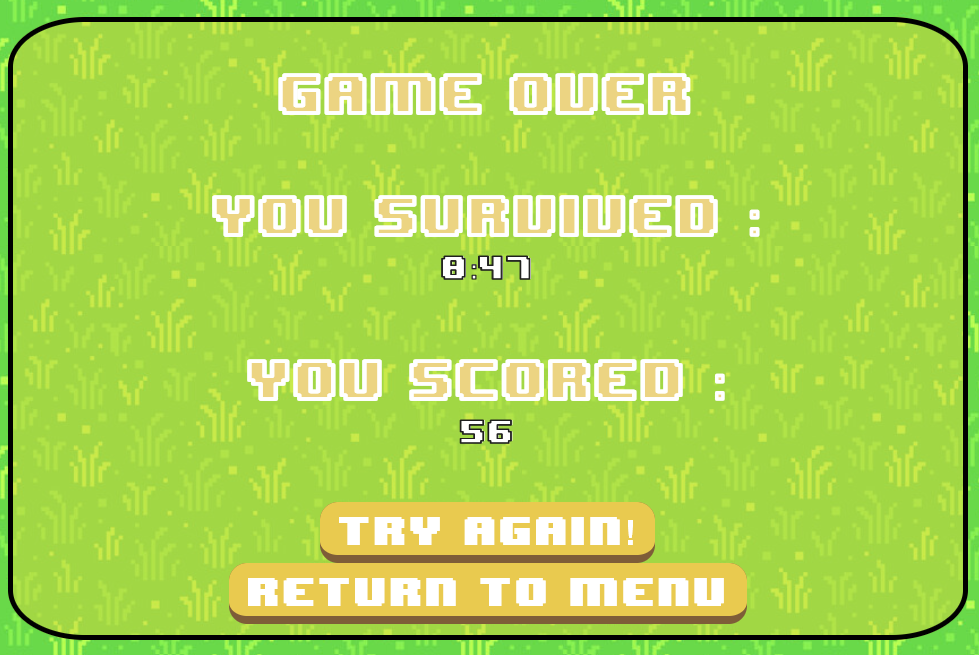 GAME OVER
YOU SURVIVED :
8:47
YOU SCORED :
56
TRY AGAIN!
RETURN TO MENU